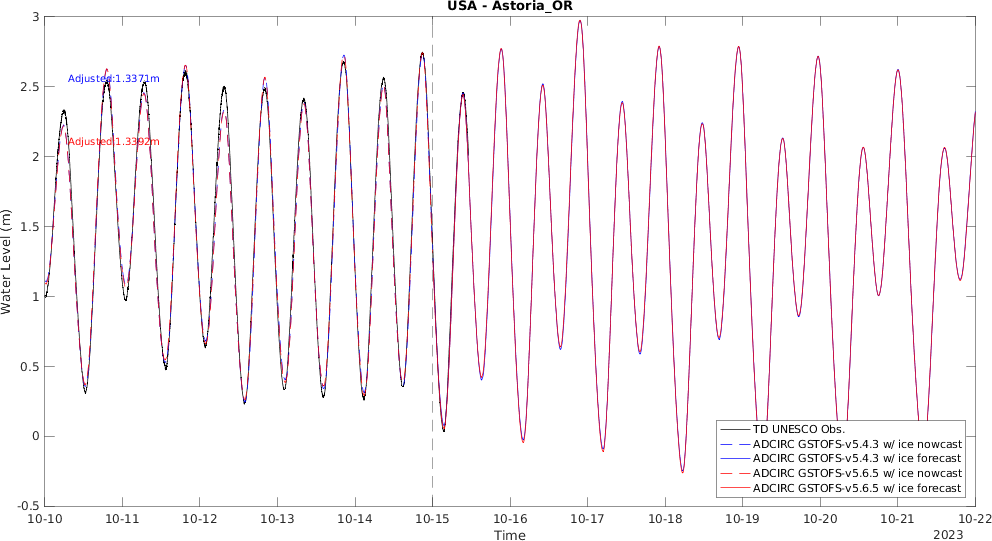 USA - Astoria_OR
3
2.5
2
1.5
1
0.5
0
-0.5
Water Level (m)
Adjusted:1.3371m
Adjusted:1.3392m
TD UNESCO Obs.
ADCIRC GSTOFS-v5.4.3 w/ ice nowcast
ADCIRC GSTOFS-v5.4.3 w/ ice forecast
ADCIRC GSTOFS-v5.6.5 w/ ice nowcast
ADCIRC GSTOFS-v5.6.5 w/ ice forecast
10-10 10-11 10-12 10-13 10-14 10-15 10-16 10-17 10-18 10-19 10-20 10-21 10-22
Time
2023